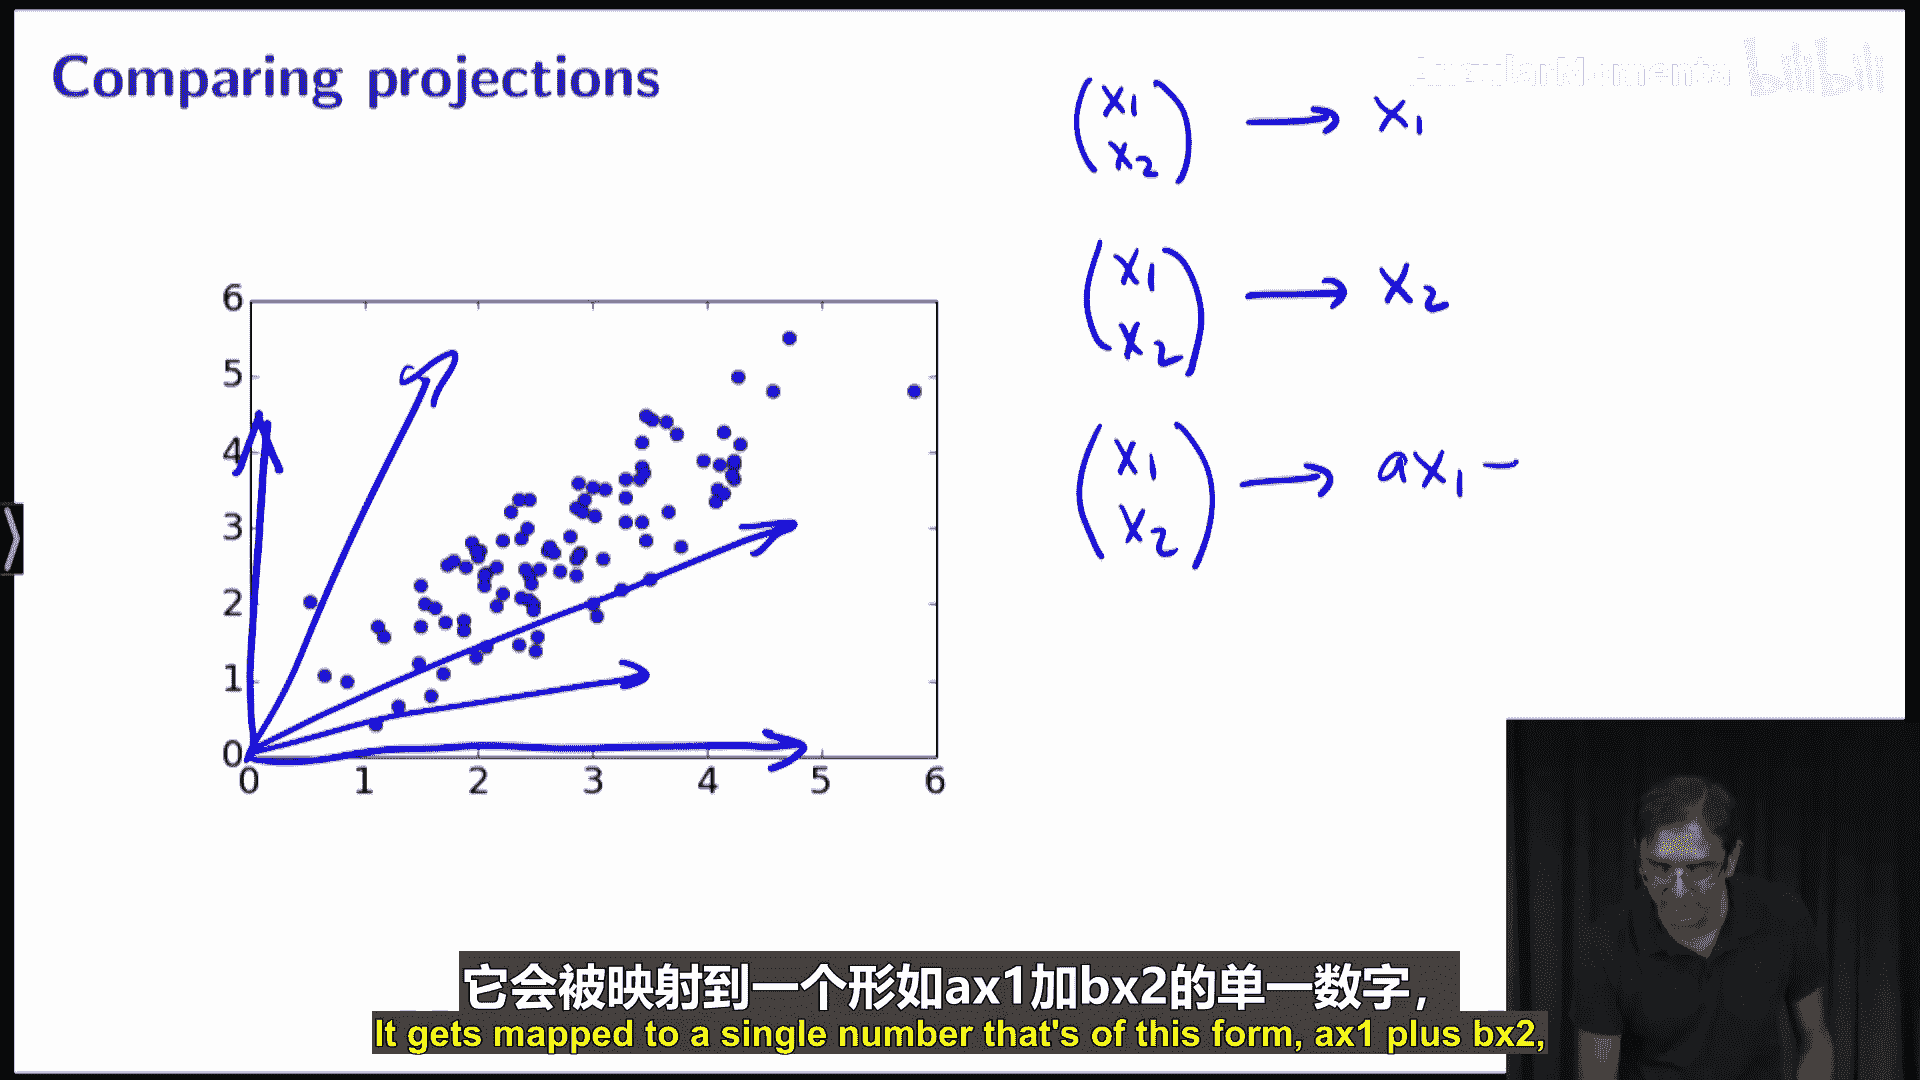 Comparing projections
bilibili
(x1 x2) → x1
(x1 x2) → x2
(x1 x2) → ax1 −
6
5
4
3
2
1
0
0 1 2 3 4 5 6
它会被映射到一个形如ax1加bx2的单一数字，
It gets mapped to a single number that's of this form, ax1 plus bx2,